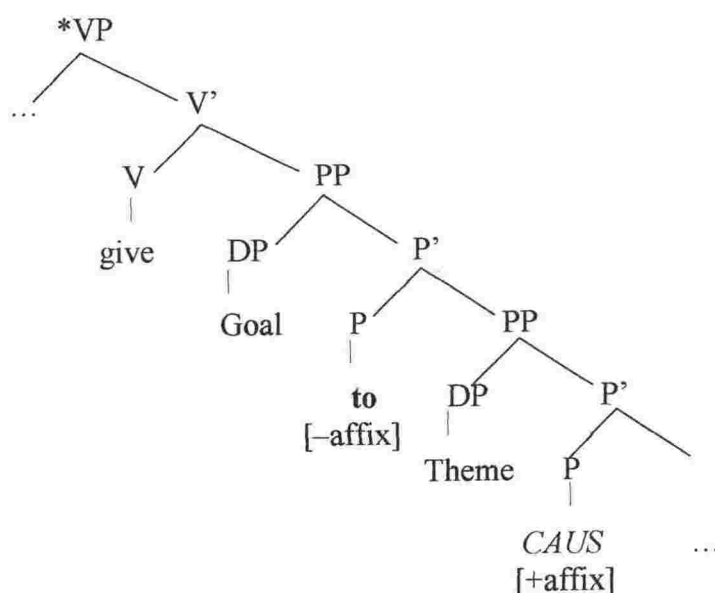 *VP
… V’
V PP
give DP P’
Goal P PP
to DP P’
[–affix] Theme P
CAUS …
[+affix]